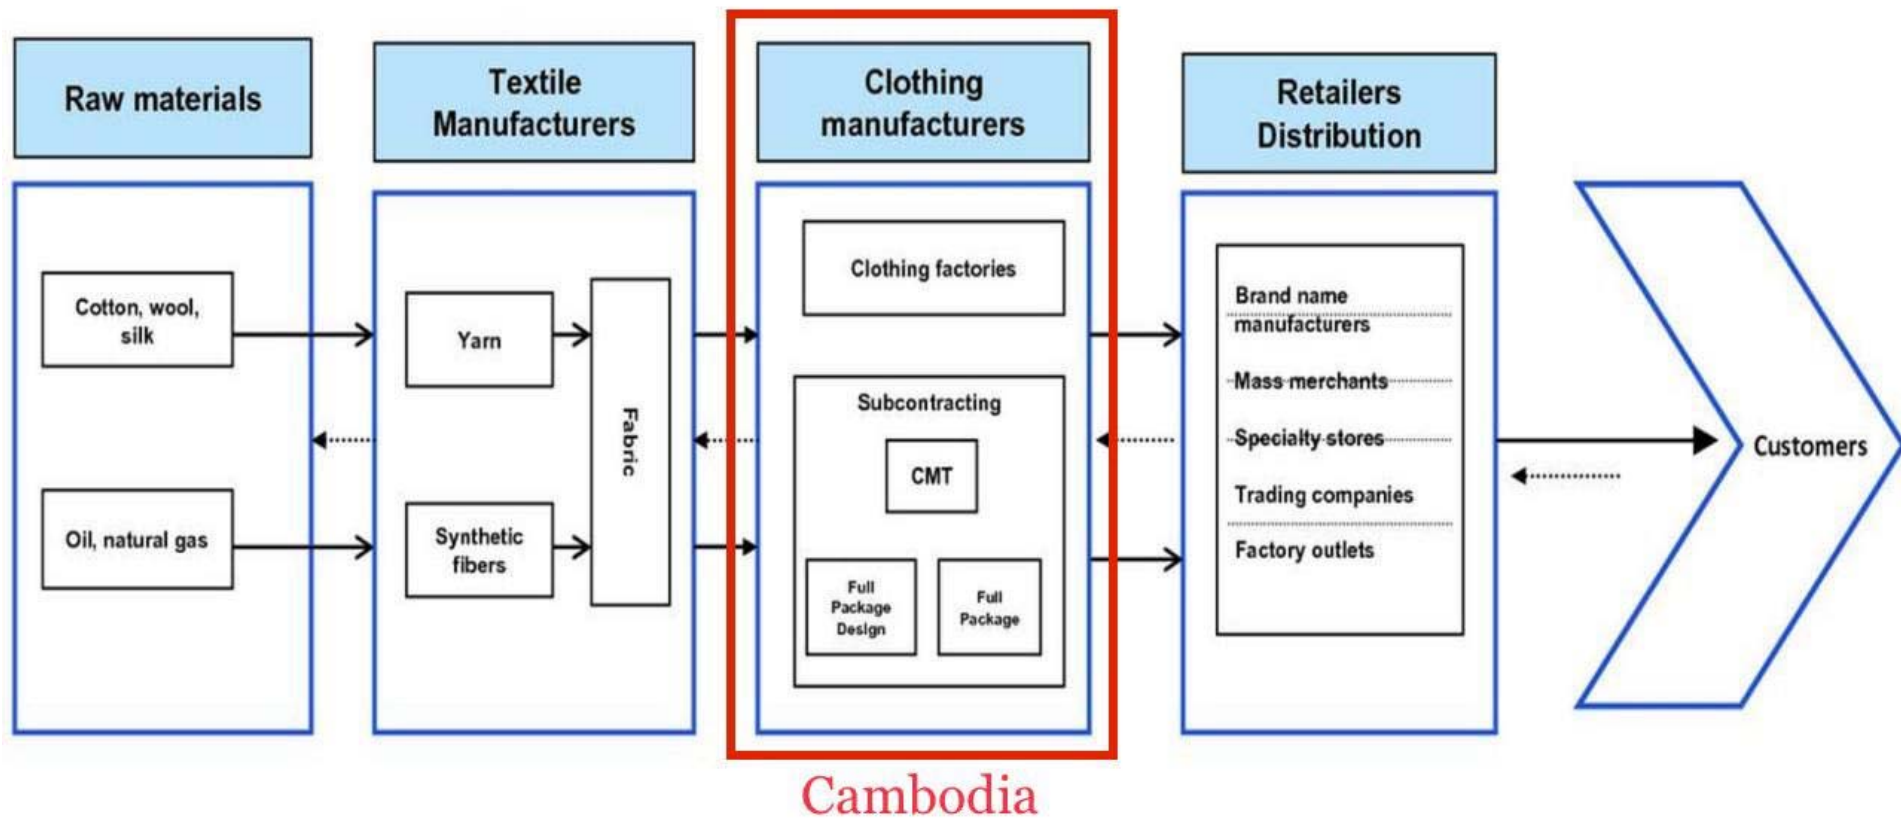 Raw materials
Textile
Manufacturers
Clothing
manufacturers
Retailers
Distribution
Cotton, wool,
silk
Oil, natural gas
Yarn
Synthetic
fibers
Fabric
Clothing factories
Subcontracting
CMT
Full
Package
Design
Full
Package
Brand name
manufacturers
Mass merchants
Specialty stores
Trading companies
Factory outlets
Customers
Cambodia